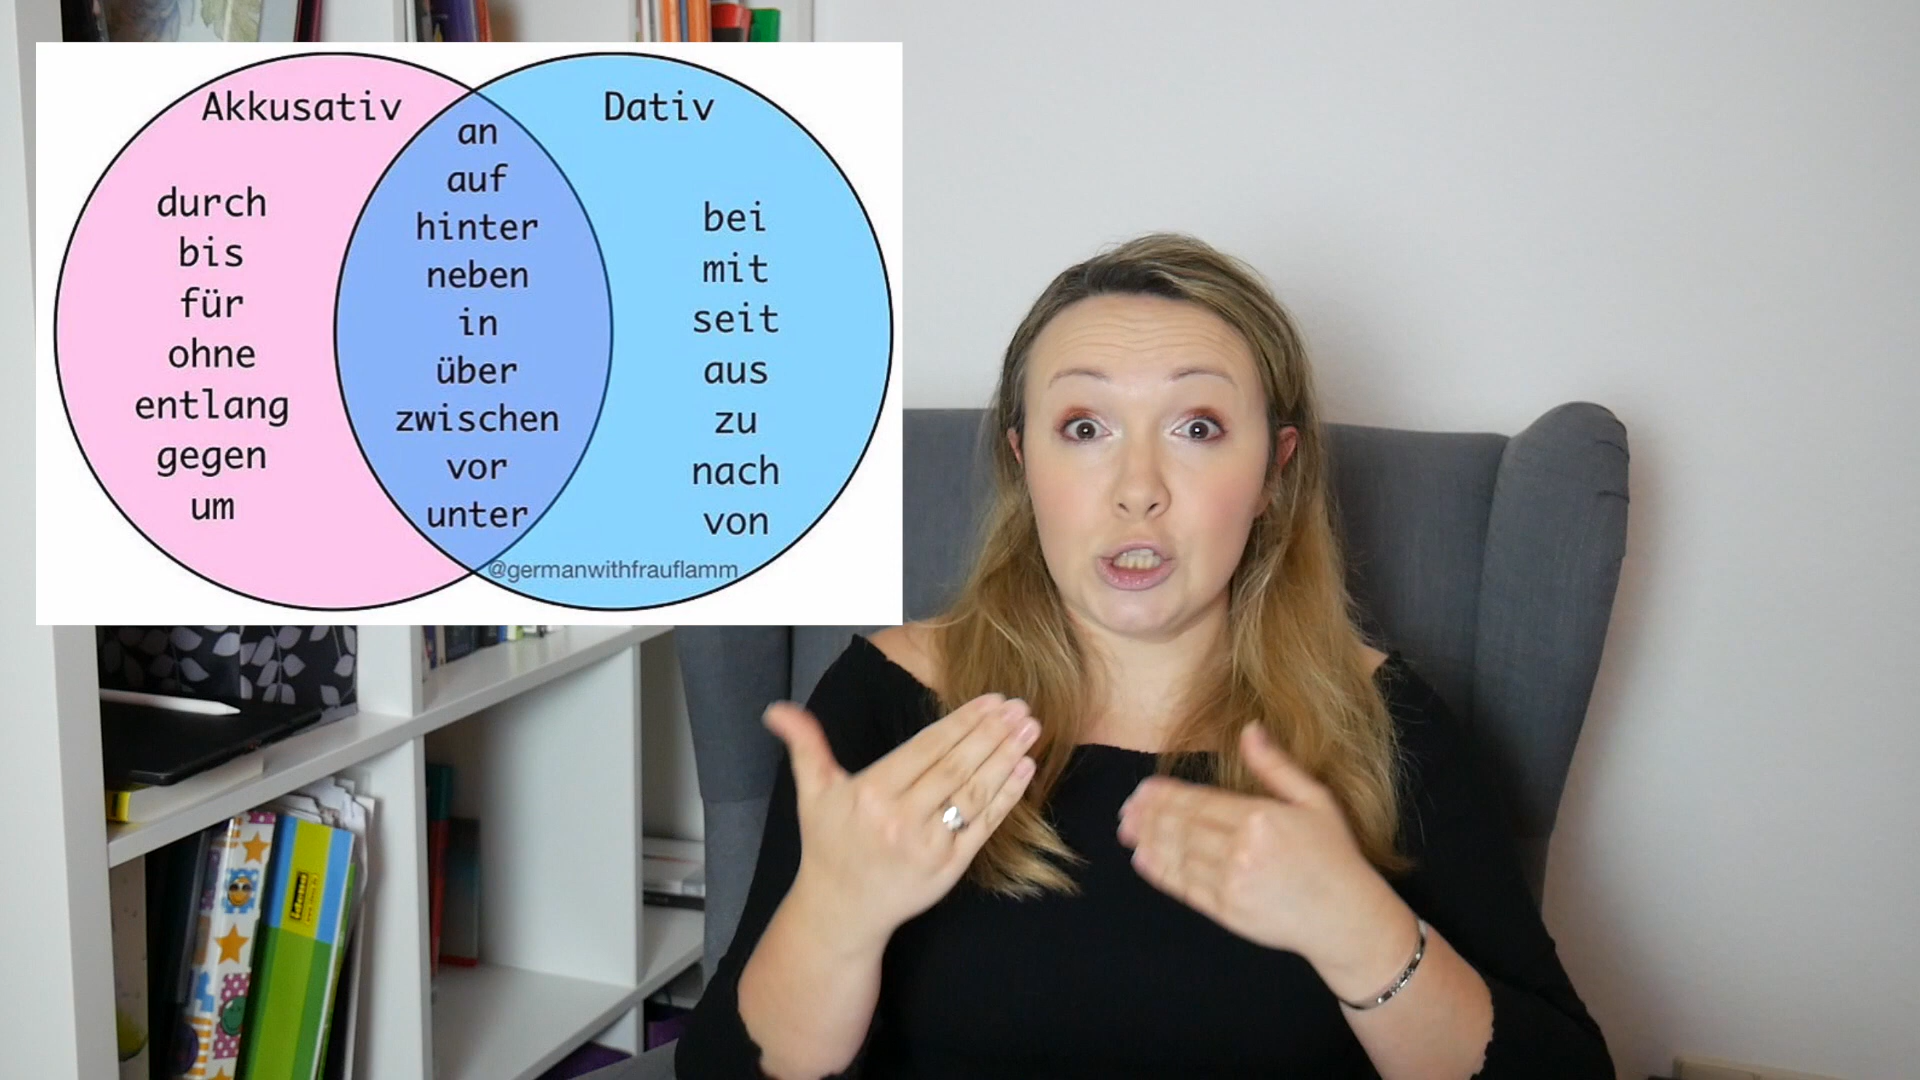 Akkusativ
durch
bis
für
ohne
entlang
gegen
um
an
auf
hinter
neben
in
über
zwischen
vor
unter
Dativ
bei
mit
seit
aus
zu
nach
von
@germanwithfrauflamm